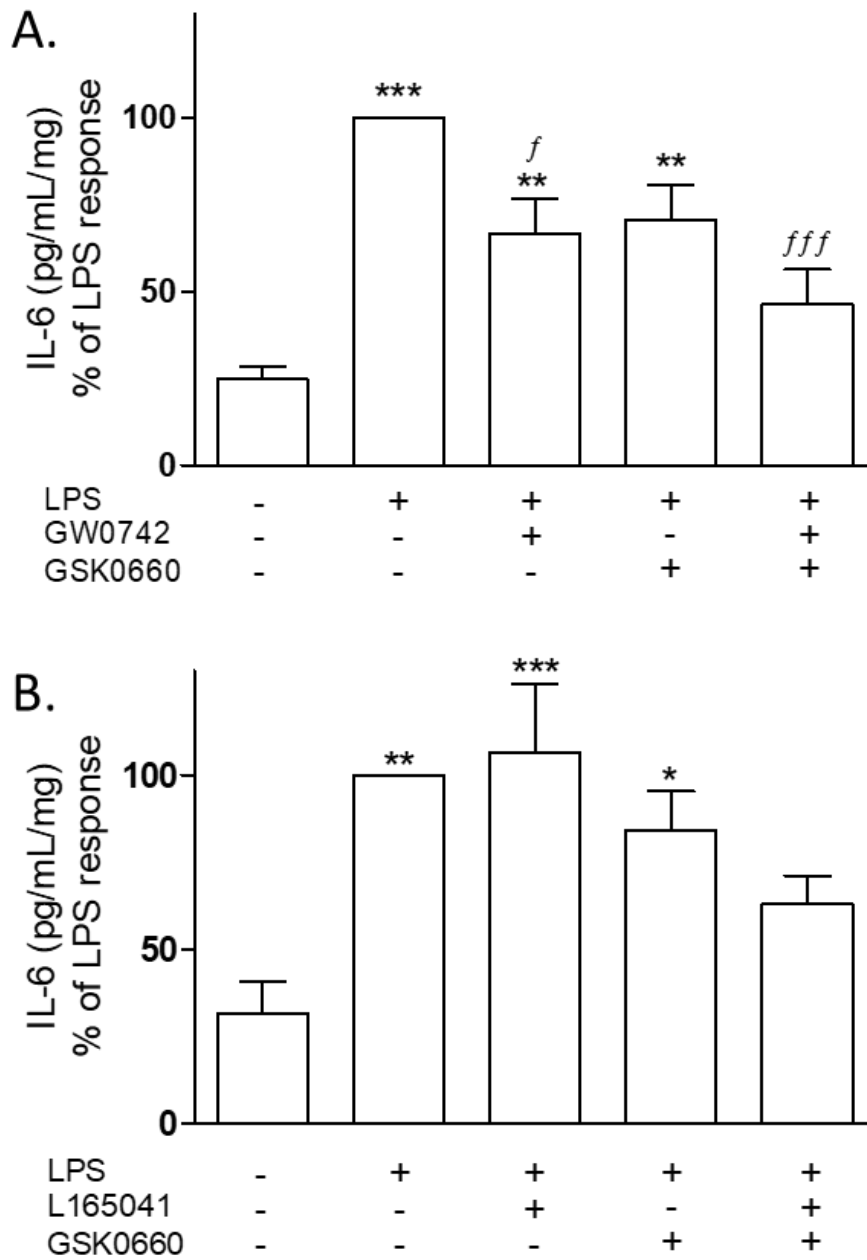 A.
IL-6 (pg/mL/mg)
% of LPS response
***
100
ƒ
**
**
ƒƒƒ
50
0
LPS - + + + +
GW0742 - - + - +
GSK0660 - - - + +
B.
IL-6 (pg/mL/mg)
% of LPS response
***
100
**
*
50
0
LPS - + + + +
L165041 - - + - +
GSK0660 - - - + +